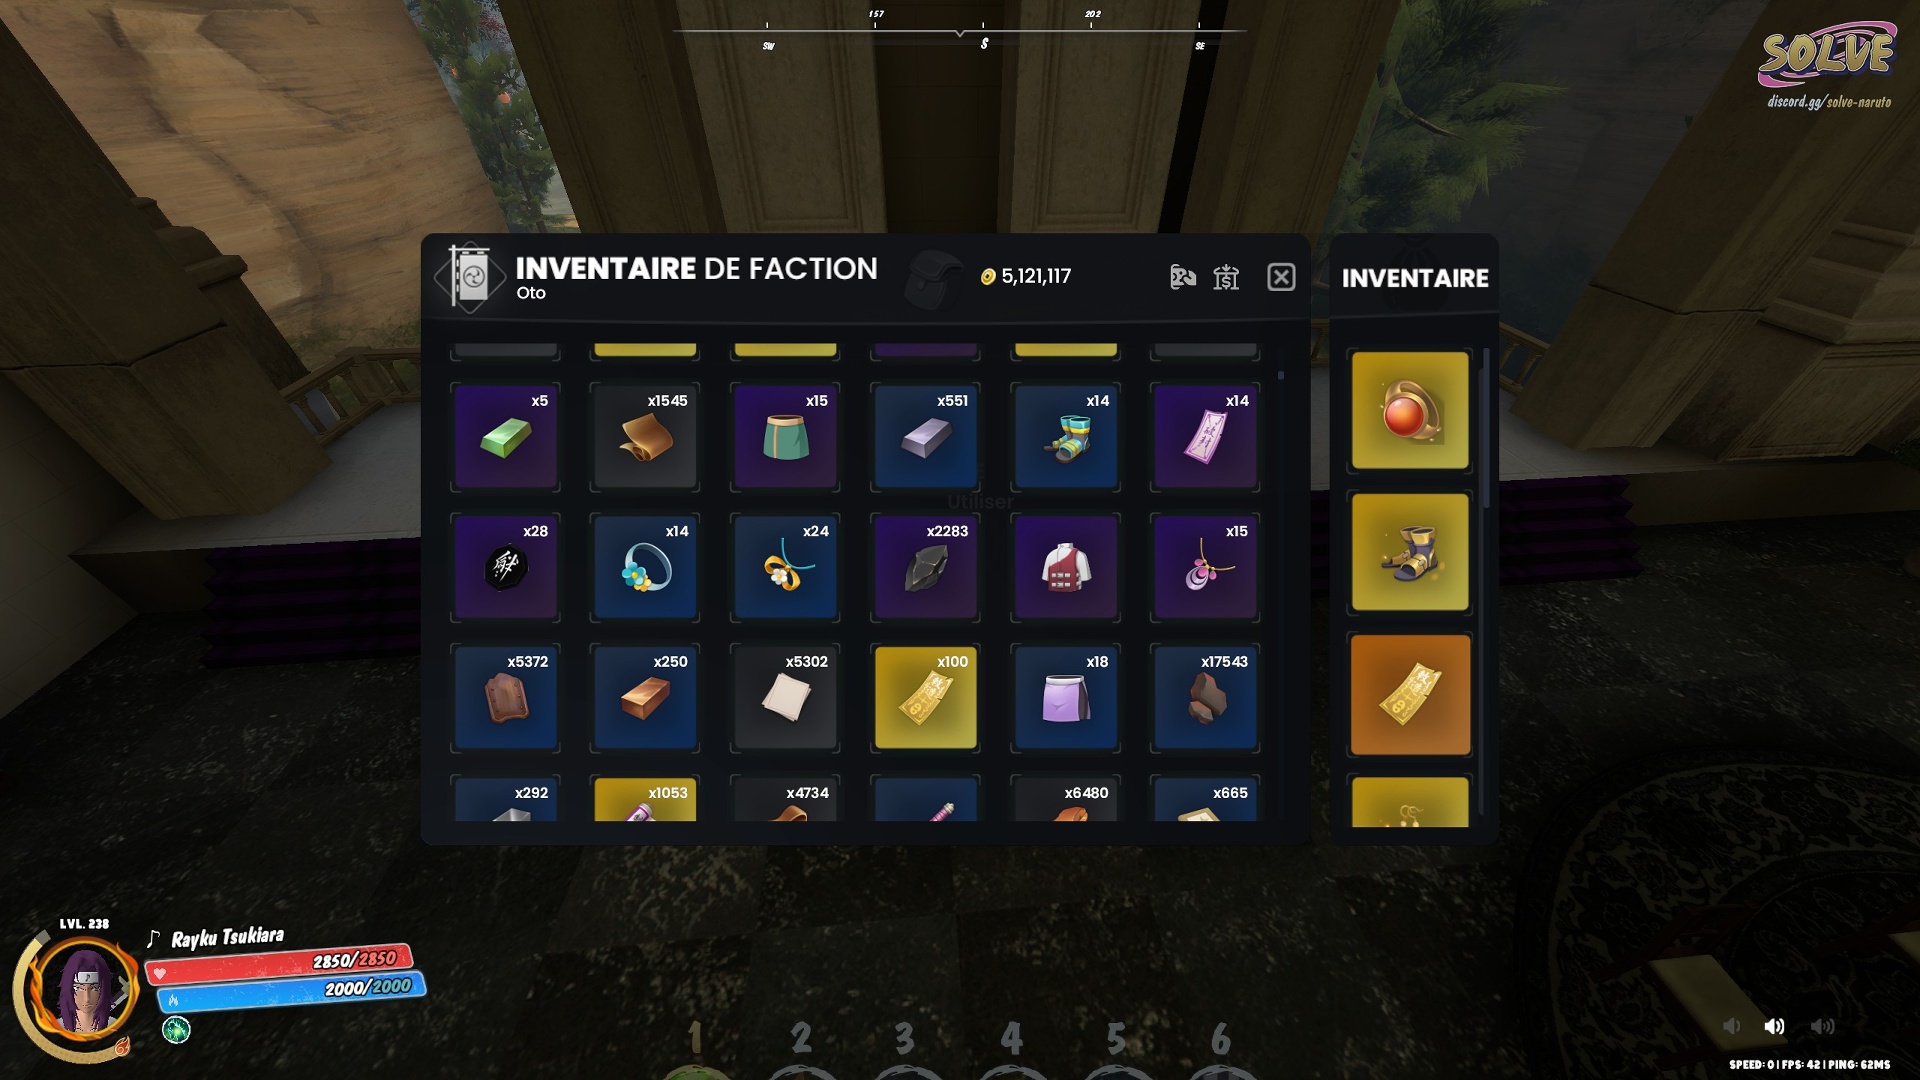 157
202
SW
S
SE
SOLVE
discord.gg/solve-naruto
INVENTAIRE DE FACTION
Oto
5,121,117
INVENTAIRE
x5
x1545
x15
x551
x14
x14
Utiliser
x28
x14
x24
x2283
x15
x5372
x250
x5302
x100
x18
x17543
x292
x1053
x4734
x6480
x665
LVL. 238
Rayku Tsukiara
2850/2850
2000/2000
1
2
3
4
5
6
SPEED: 0 | FPS: 42 | PING: 62MS